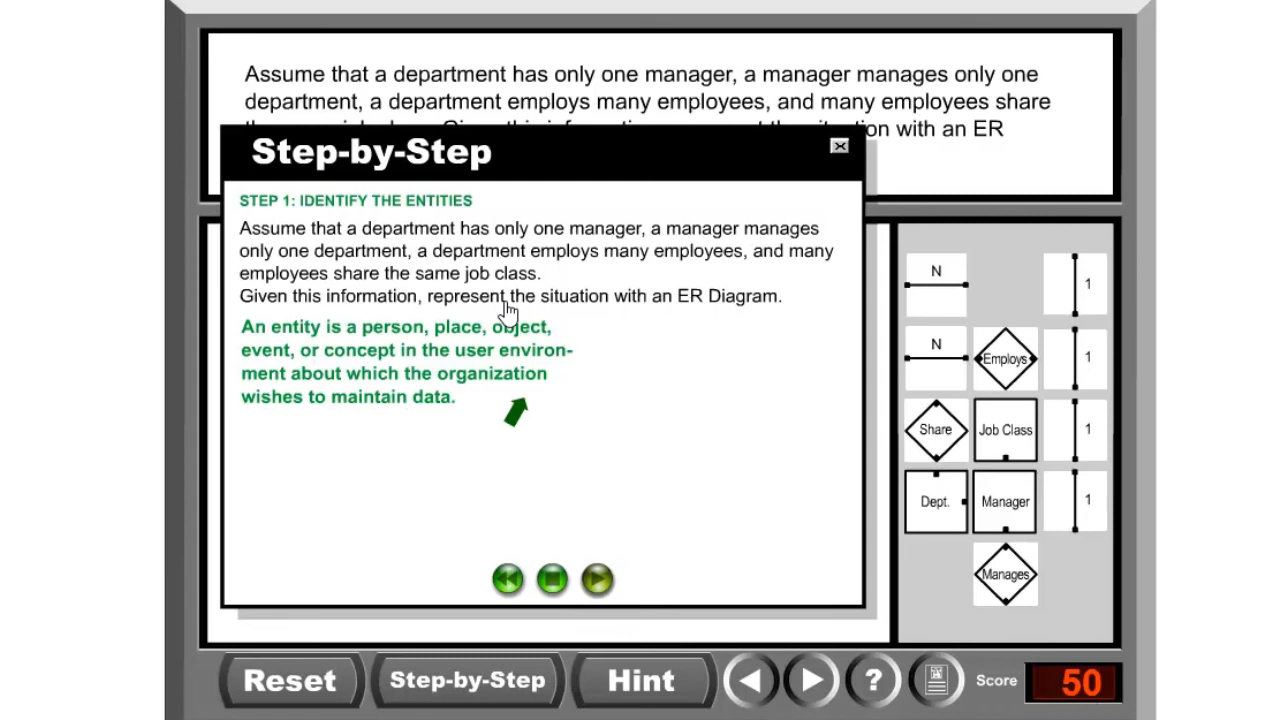 Assume that a department has only one manager, a manager manages only one
department, a department employs many employees, and many employees share
tion with an ER
Step-by-Step
STEP 1: IDENTIFY THE ENTITIES
Assume that a department has only one manager, a manager manages
only one department, a department employs many employees, and many
employees share the same job class.
Given this information, represent the situation with an ER Diagram.
An entity is a person, place, object,
event, or concept in the user environ-
ment about which the organization
wishes to maintain data.
N
1
N
Employs
1
Share
Job Class
1
Dept.
Manager
1
Manages
Reset
Step-by-Step
Hint
?
Score
50